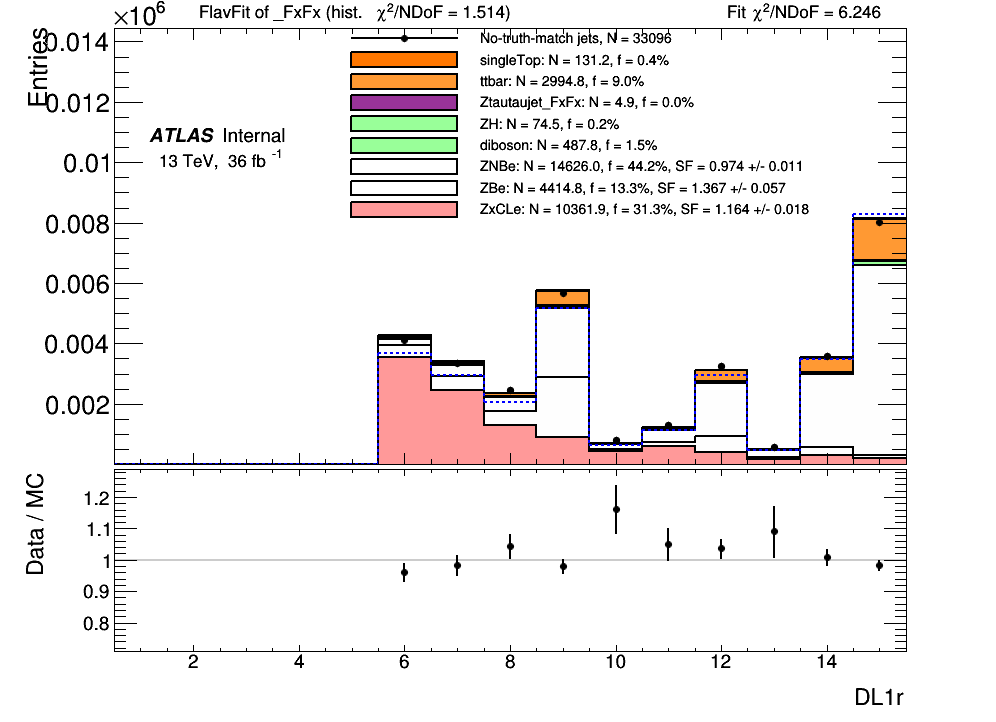 ×10⁶ FlavFit of _FxFx (hist. χ²/NDoF = 1.514) Fit χ²/NDoF = 6.246
Entries
0.014
0.012
0.01
0.008
0.006
0.004
0.002
ATLAS Internal
13 TeV, 36 fb⁻¹
No-truth-match jets, N = 33096
singleTop: N = 131.2, f = 0.4%
ttbar: N = 2994.8, f = 9.0%
Ztautaujet_FxFx: N = 4.9, f = 0.0%
ZH: N = 74.5, f = 0.2%
diboson: N = 487.8, f = 1.5%
ZNBe: N = 14626.0, f = 44.2%, SF = 0.974 +/- 0.011
ZBe: N = 4414.8, f = 13.3%, SF = 1.367 +/- 0.057
ZxCLe: N = 10361.9, f = 31.3%, SF = 1.164 +/- 0.018
Data / MC
1.2
1.1
1
0.9
0.8
2 4 6 8 10 12 14
DL1r